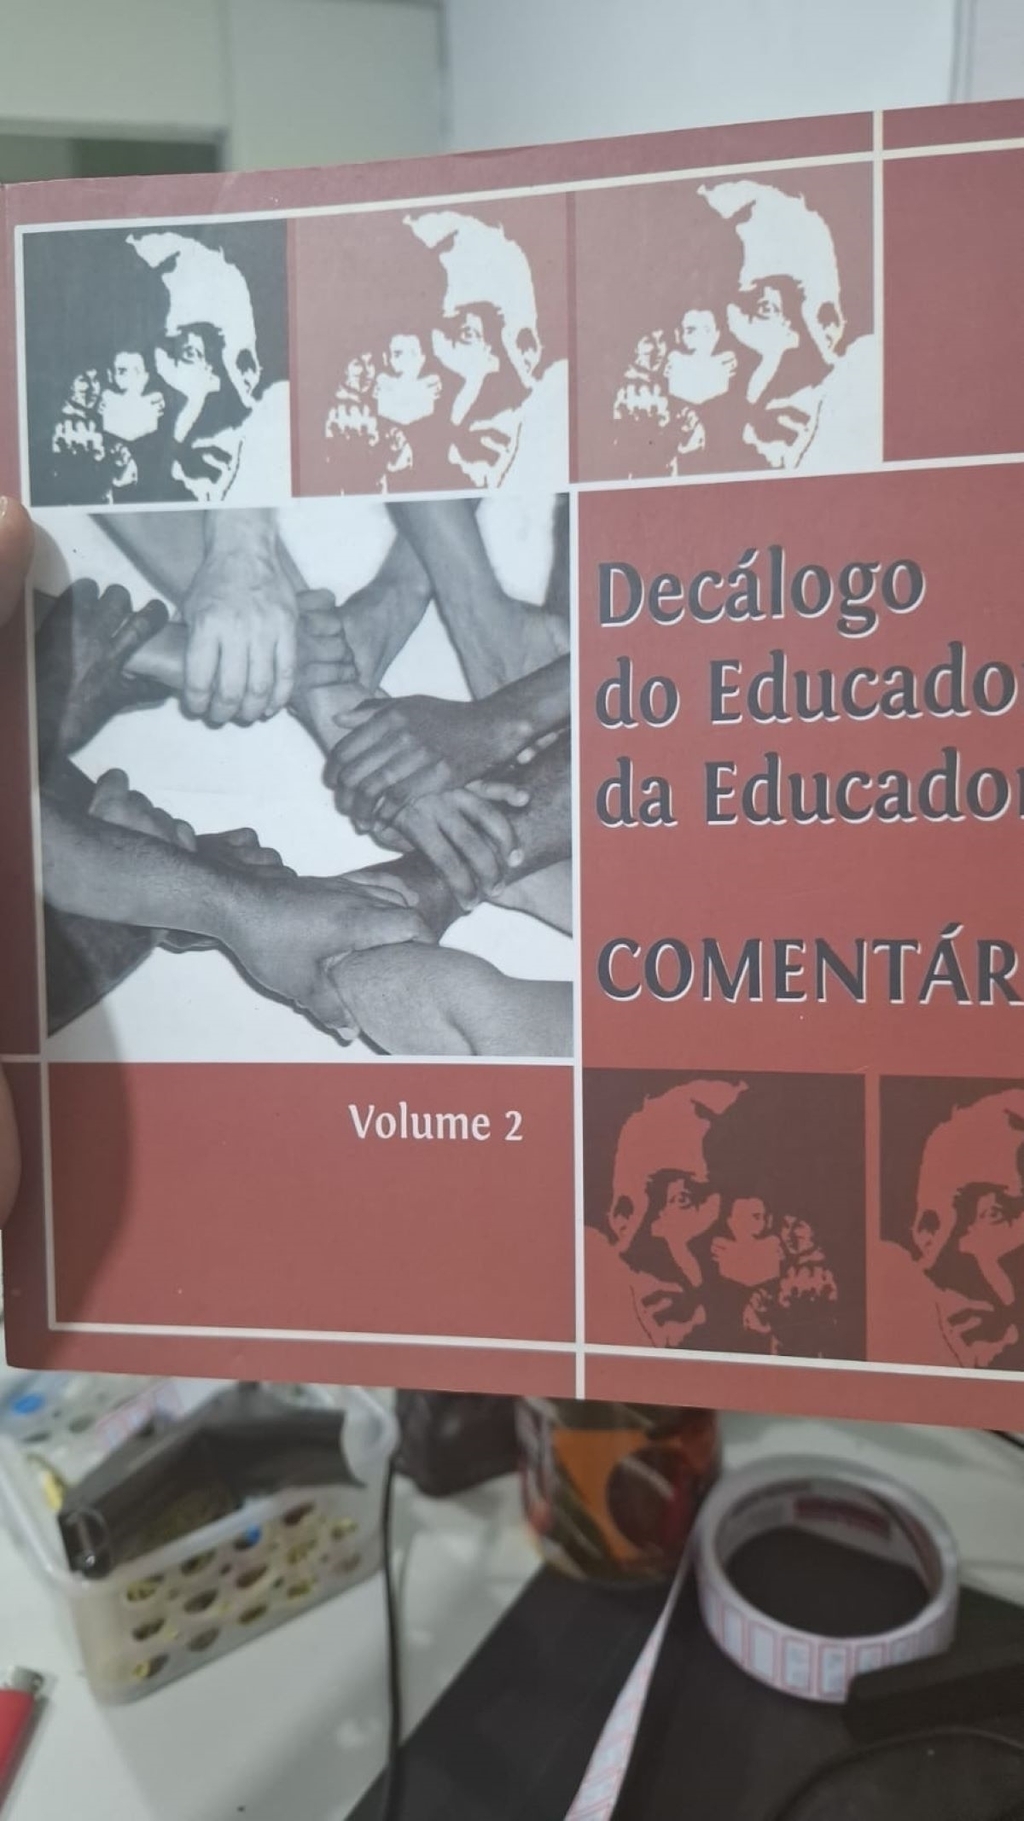 Decálogo
do Educado
da Educado
COMENTÁR
Volume 2